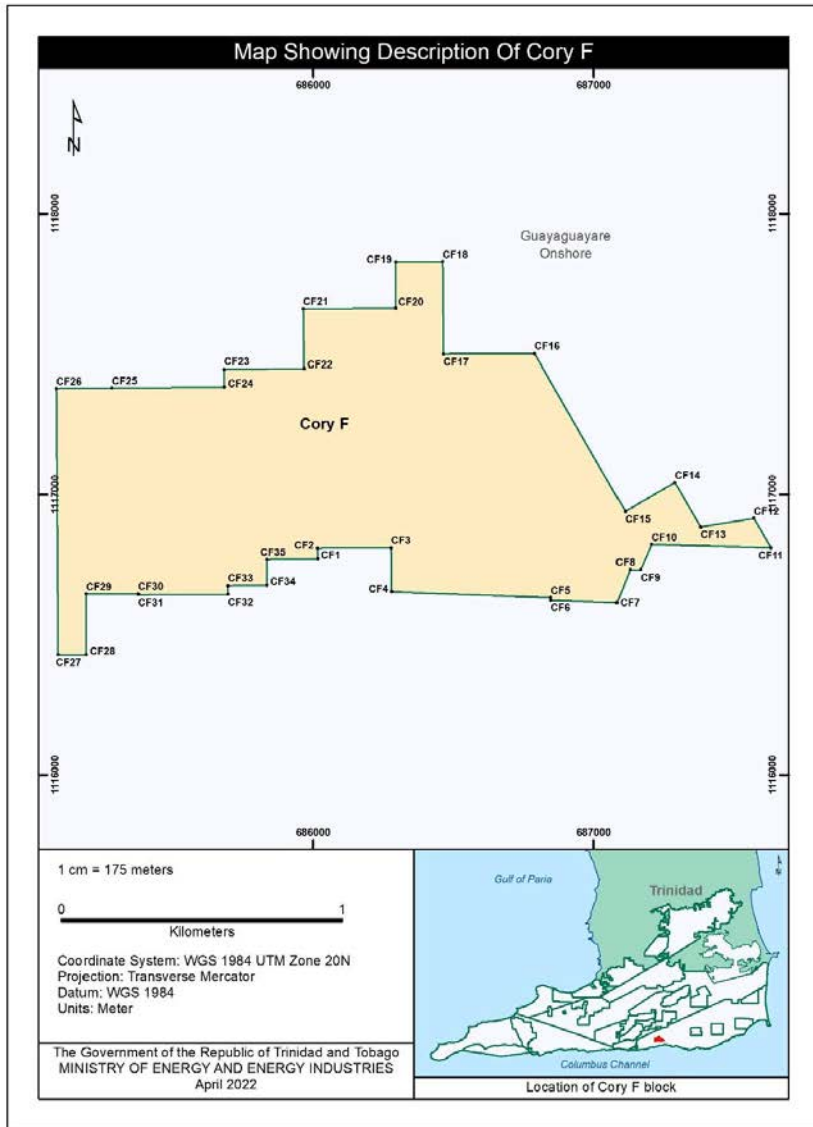 Map Showing Description Of Cory F
686000
687000
N
1118000
1118000
Guayaguayare
Onshore
CF19
CF18
CF21
CF20
CF17
CF16
CF23
CF22
CF26
CF25
CF24
Cory F
CF14
1117000
1117000
CF15
CF12
CF13
CF2
CF3
CF10
CF11
CF35
CF1
CF8
CF9
CF29
CF30
CF33
CF34
CF4
CF5
CF31
CF32
CF6
CF7
CF27
CF28
1116000
1116000
686000
687000
1 cm = 175 meters
0
1
Kilometers
Coordinate System: WGS 1984 UTM Zone 20N
Projection: Transverse Mercator
Datum: WGS 1984
Units: Meter
The Government of the Republic of Trinidad and Tobago
MINISTRY OF ENERGY AND ENERGY INDUSTRIES
April 2022
Gulf of Paria
Trinidad
Columbus Channel
Location of Cory F block